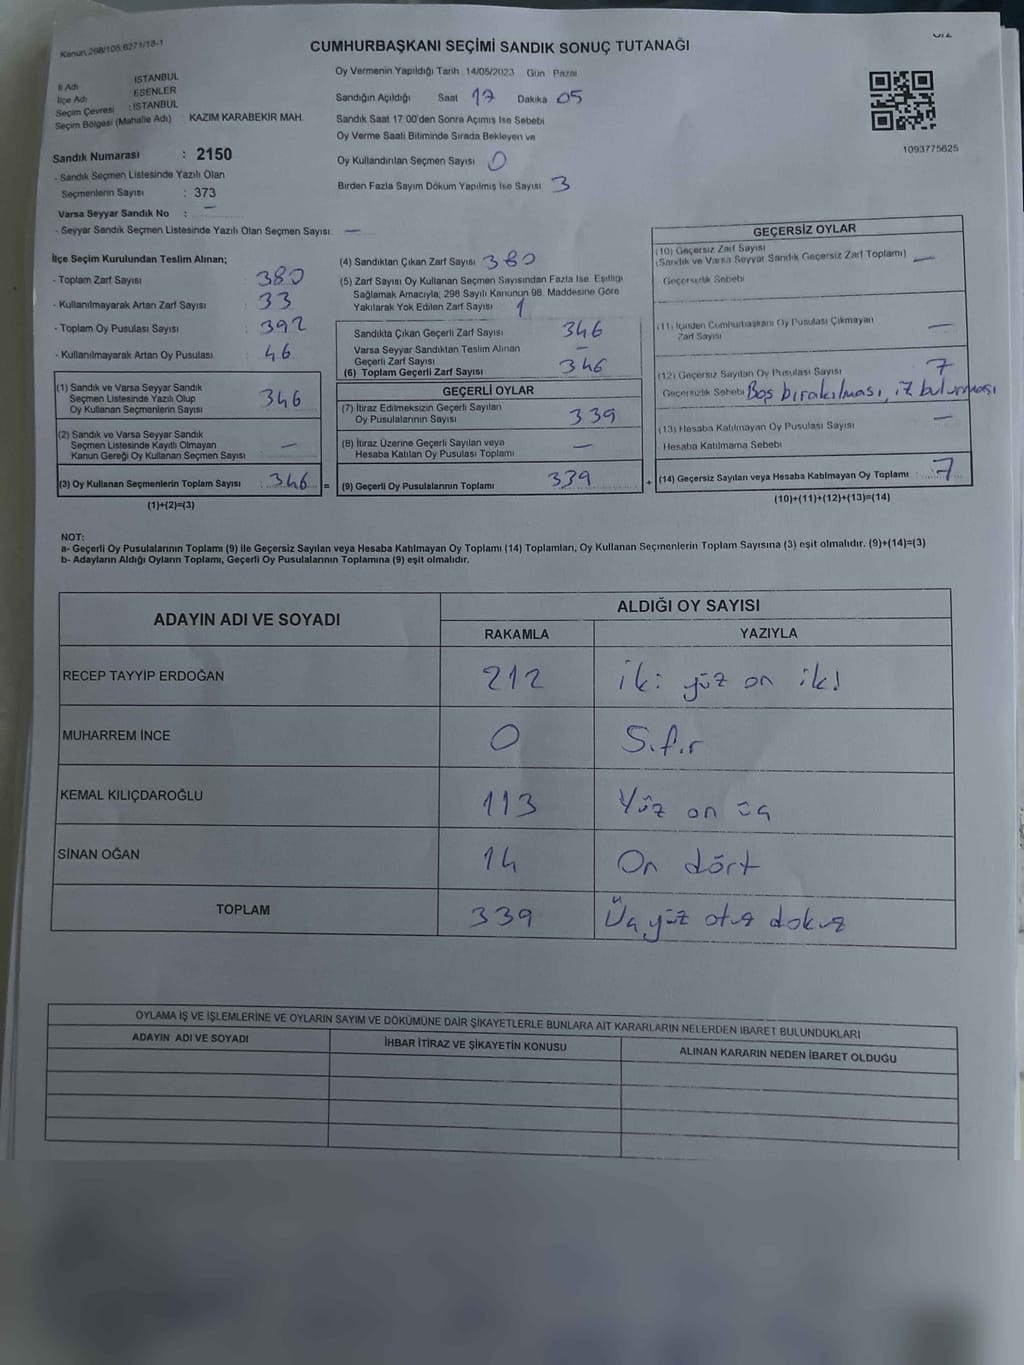 Kanun:298/105:6271/18-1
CUMHURBAŞKANI SEÇİMİ SANDIK SONUÇ TUTANAĞI
İl Adı İSTANBUL
İlçe Adı ESENLER
Seçim Çevresi : İSTANBUL
Seçim Bölgesi (Mahalle Adı) : KAZIM KARABEKİR MAH.
Sandık Numarası : 2150
- Sandık Seçmen Listesinde Yazılı Olan
Seçmenlerin Sayısı : 373
Varsa Seyyar Sandık No : —
- Seyyar Sandık Seçmen Listesinde Yazılı Olan Seçmen Sayısı: —
Oy Vermenin Yapıldığı Tarih 14/05/2023 Gün Pazar
Sandığın Açıldığı Saat 17 Dakika 05
Sandık Saat 17:00'den Sonra Açımış İse Sebebi
Oy Verme Saati Bitiminde Sırada Bekleyen ve
Oy Kullandırılan Seçmen Sayısı 0
Birden Fazla Sayım Döküm Yapılmış İse Sayısı 3
1093775625
İlçe Seçim Kurulundan Teslim Alınan;
- Toplam Zarf Sayısı : 380
- Kullanılmayarak Artan Zarf Sayısı : 33
- Toplam Oy Pusulası Sayısı : 392
- Kullanılmayarak Artan Oy Pusulası : 46
(1) Sandık ve Varsa Seyyar Sandık
Seçmen Listesinde Yazılı Olup
Oy Kullanan Seçmenlerin Sayısı : 346
(2) Sandık ve Varsa Seyyar Sandık
Seçmen Listesinde Kayıtlı Olmayan
Kanun Gereği Oy Kullanan Seçmen Sayısı : —
(3) Oy Kullanan Seçmenlerin Toplam Sayısı : 346 =
(1)+(2)=(3)
(4) Sandıktan Çıkan Zarf Sayısı : 380
(5) Zarf Sayısı Oy Kullanan Seçmen Sayısından Fazla İse, Eşitliği
Sağlamak Amacıyla; 298 Sayılı Kanunun 98. Maddesine Göre
Yakılarak Yok Edilen Zarf Sayısı : 1
Sandıkta Çıkan Geçerli Zarf Sayısı 346
Varsa Seyyar Sandıktan Teslim Alınan
Geçerli Zarf Sayısı —
(6) Toplam Geçerli Zarf Sayısı 346
GEÇERLİ OYLAR
(7) İtiraz Edilmeksizin Geçerli Sayılan
Oy Pusulalarının Sayısı 339
(8) İtiraz Üzerine Geçerli Sayılan veya
Hesaba Katılan Oy Pusulası Toplamı —
(9) Geçerli Oy Pusulalarının Toplamı 339 +
GEÇERSİZ OYLAR
(10) Geçersiz Zarf Sayısı
(Sandık ve Varsa Seyyar Sandık Geçersiz Zarf Toplamı) —
Geçersizlik Sebebi
(11) İçinden Cumhurbaşkanı Oy Pusulası Çıkmayan
Zarf Sayısı —
(12) Geçersiz Sayılan Oy Pusulası Sayısı 7
Geçersizlik Sebebi Boş bırakılması, iz bulunması
(13) Hesaba Katılmayan Oy Pusulası Sayısı —
Hesaba Katılmama Sebebi
(14) Geçersiz Sayılan veya Hesaba Katılmayan Oy Toplamı : 7
(10)+(11)+(12)+(13)=(14)
NOT:
a- Geçerli Oy Pusulalarının Toplamı (9) ile Geçersiz Sayılan veya Hesaba Katılmayan Oy Toplamı (14) Toplamları, Oy Kullanan Seçmenlerin Toplam Sayısına (3) eşit olmalıdır. (9)+(14)=(3)
b- Adayların Aldığı Oyların Toplamı, Geçerli Oy Pusulalarının Toplamına (9) eşit olmalıdır.
ADAYIN ADI VE SOYADI ALDIĞI OY SAYISI
RAKAMLA YAZIYLA
RECEP TAYYİP ERDOĞAN 212 iki yüz on iki
MUHARREM İNCE 0 Sıfır
KEMAL KILIÇDAROĞLU 113 Yüz on üç
SİNAN OĞAN 14 On dört
TOPLAM 339 Üç yüz otuz dokuz
OYLAMA İŞ VE İŞLEMLERİNE VE OYLARIN SAYIM VE DÖKÜMÜNE DAİR ŞİKAYETLERLE BUNLARA AİT KARARLARIN NELERDEN İBARET BULUNDUKLARI
ADAYIN ADI VE SOYADI İHBAR İTİRAZ VE ŞİKAYETİN KONUSU ALINAN KARARIN NEDEN İBARET OLDUĞU